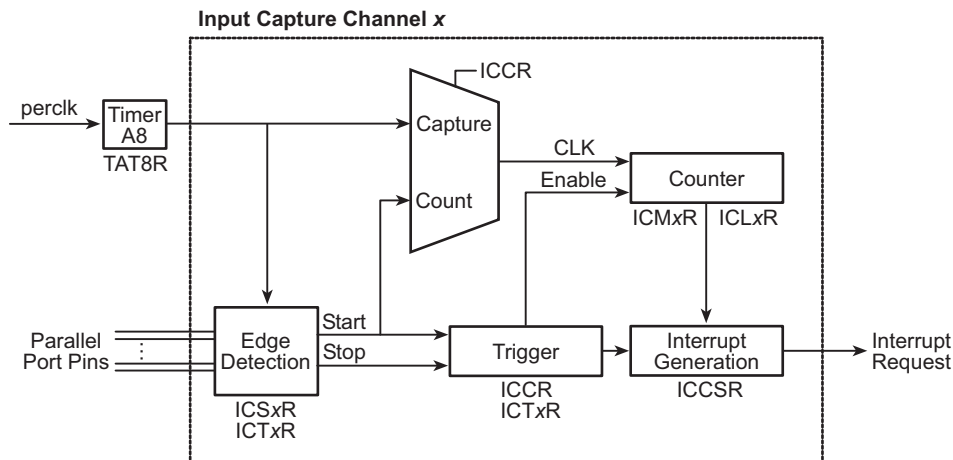 Input Capture Channel x
ICCR
perclk
Timer
A8
TAT8R
Capture
Count
CLK
Enable
Counter
ICMxR ICLxR
Parallel
Port Pins
Edge
Detection
ICSxR
ICTxR
Start
Stop
Trigger
ICCR
ICTxR
Interrupt
Generation
ICCSR
Interrupt
Request